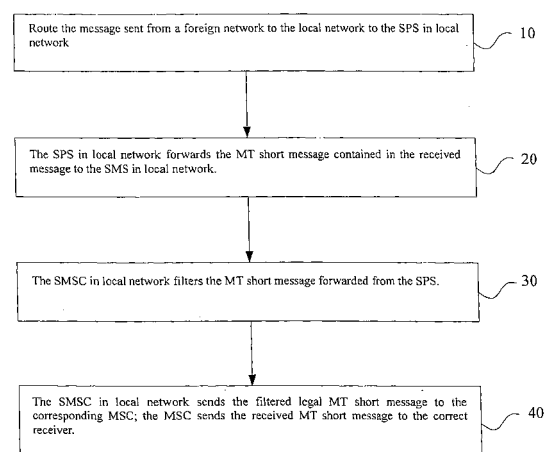 Route the message sent from a foreign network to the local network to the SPS in local
network
10
The SPS in local network forwards the MT short message contained in the received
message to the SMS in local network.
20
The SMSC in local network filters the MT short message forwarded from the SPS.
30
The SMSC in local network sends the filtered legal MT short message to the
corresponding MSC; the MSC sends the received MT short message to the correct
receiver.
40